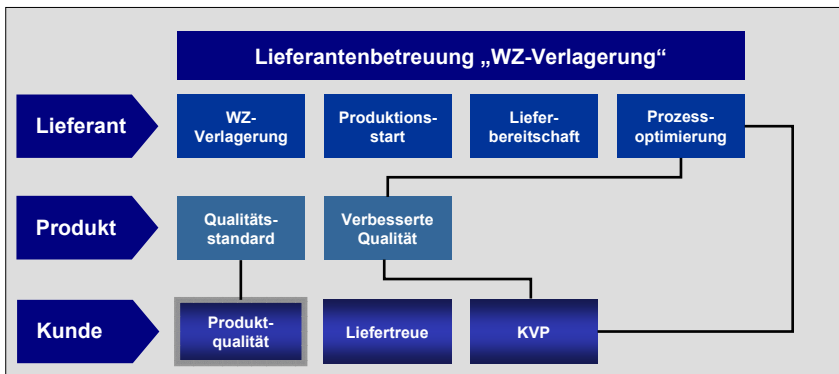 Lieferantenbetreuung „WZ-Verlagerung“
Lieferant
WZ-
Verlagerung
Produktions-
start
Liefer-
bereitschaft
Prozess-
optimierung
Produkt
Qualitäts-
standard
Verbesserte
Qualität
Kunde
Produkt-
qualität
Liefertreue
KVP